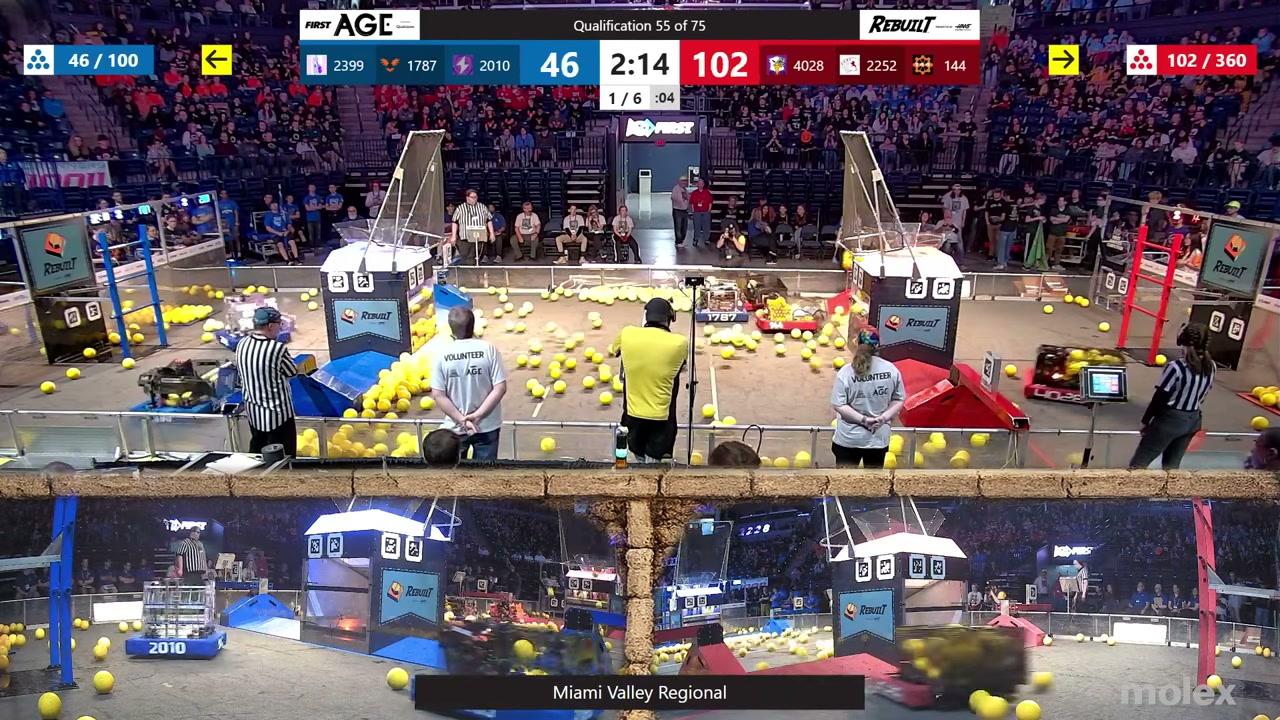 FIRST AGE
Qualification 55 of 75
REBUILT
46 / 100
2399
1787
2010
46
2:14
102
4028
2252
144
102 / 360
1 / 6
:04
FIRST
REBUILT
REBUILT
REBUILT
REBUILT
1787
VOLUNTEER
AGE
VOLUNTEER
AGE
FIRST
REBUILT
2010
REBUILT
Miami Valley Regional
molex